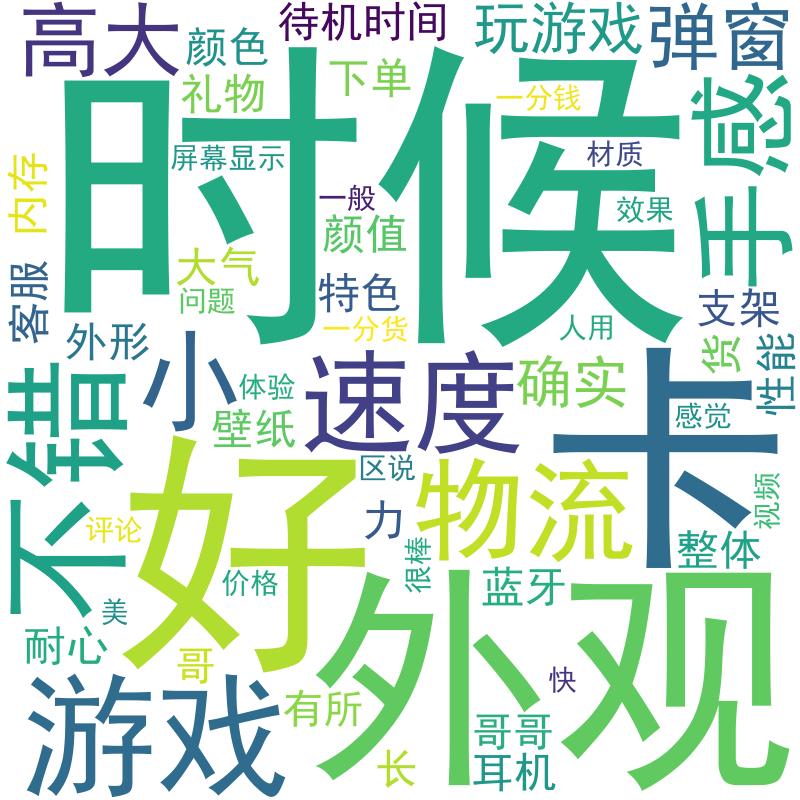 高大
颜色
待机时间
玩游戏
弹窗
礼物
下单
一分钱
时候
手感
屏幕显示
材质
内存
一般
效果
颜值
大气
客服
问题
特色
支架
外形
一分货
人用
货
性能
不错
小
体验
速度
确实
卡
感觉
壁纸
好
区说
物流
视频
评论
力
很棒
整体
价格
蓝牙
外观
美
耐心
哥
快
游戏
有所
哥哥
长
耳机